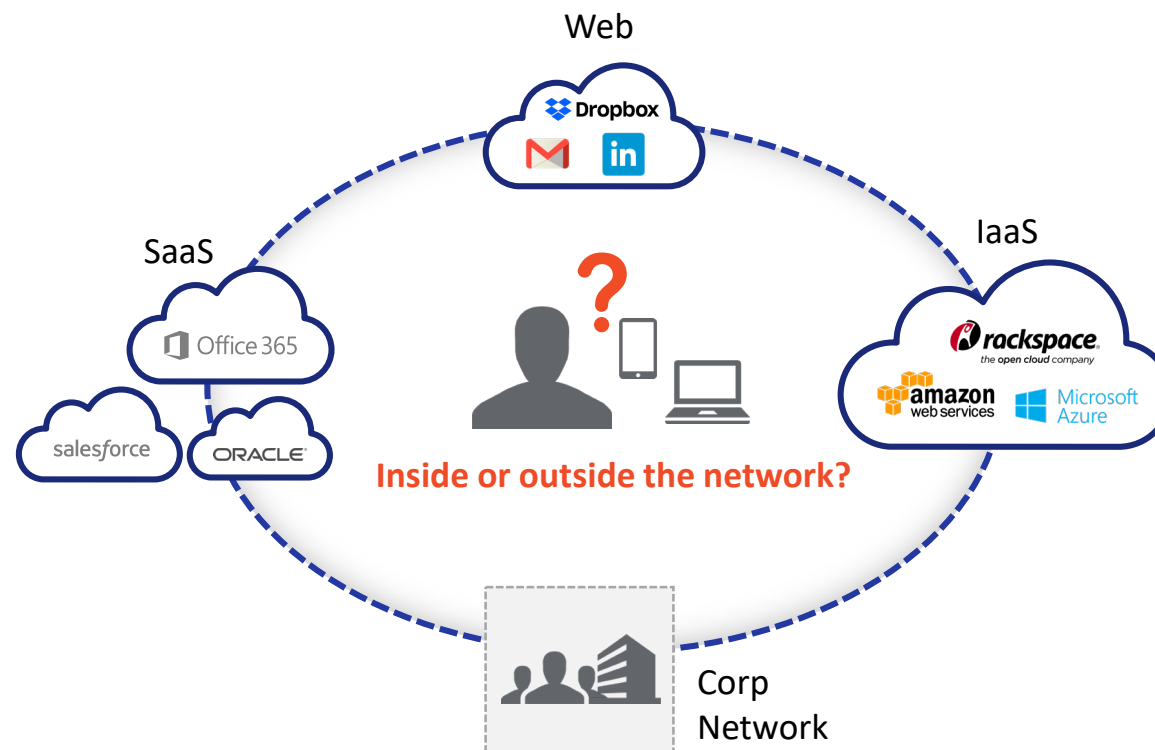 Web
Dropbox
in
SaaS
Office 365
salesforce
ORACLE
?
IaaS
rackspace.
the open cloud company
amazon
web services
Microsoft
Azure
Inside or outside the network?
Corp
Network